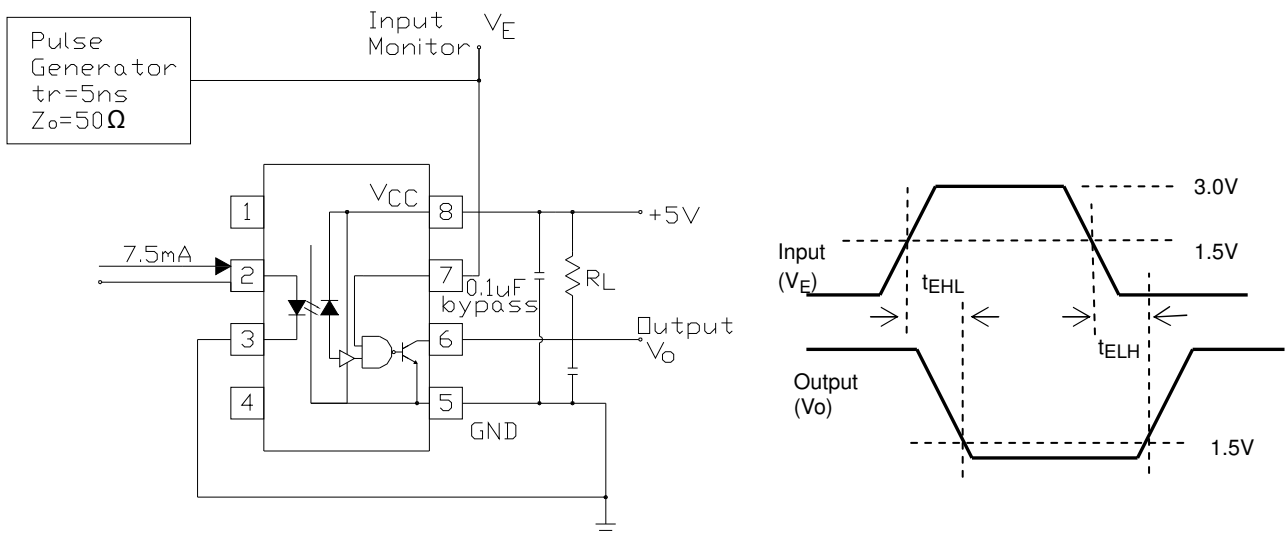 Pulse
Generator
tr=5ns
Zo=50Ω
Input
Monitor
VE
VCC
1
2
3
4
8
7
6
5
7.5mA
+5V
0.1uF
bypass
RL
Output
Vo
GND
3.0V
1.5V
Input
(VE)
tEHL
tELH
Output
(Vo)
1.5V